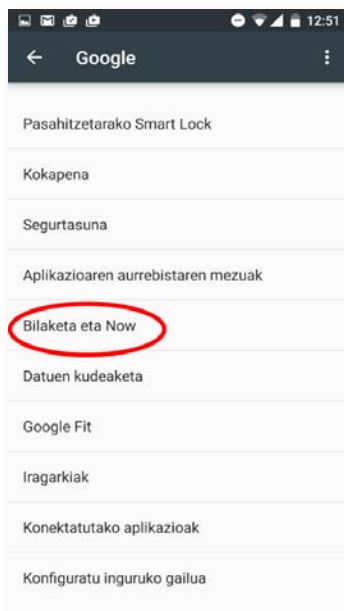 12:51
Google
Pasahitzetarako Smart Lock
Kokapena
Segurtasuna
Aplikazioaren aurrebistaren mezuak
Bilaketa eta Now
Datuen kudeaketa
Google Fit
Iragarkiak
Konektatutako aplikazioak
Konfiguratu inguruko gailua